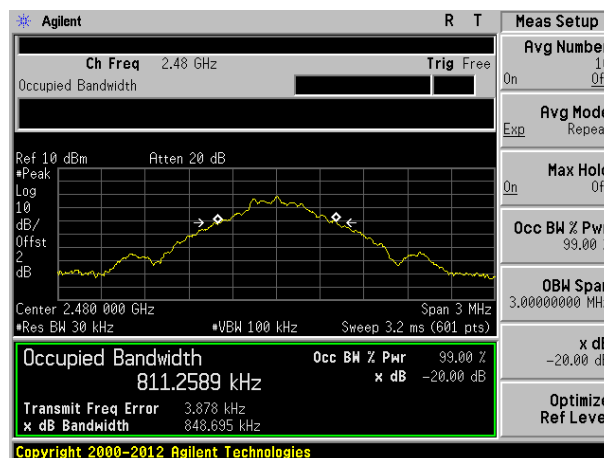 Agilent R T Meas Setup
Avg Number
On
Ch Freq 2.48 GHz Trig Free
Occupied Bandwidth
Avg Mode
Exp Repea
Ref 10 dBm Atten 20 dB
#Peak
Log
10
dB/
Offst
2
dB
Max Hold
On
Occ BW % Pwr
99.00 %
OBW Span
3.00000000 MHz
Center 2.480 000 GHz Span 3 MHz
#Res BW 30 kHz #VBW 100 kHz Sweep 3.2 ms (601 pts)
Occupied Bandwidth Occ BW % Pwr 99.00 %
811.2589 kHz x dB -20.00 dB
x dB
-20.00 dB
Transmit Freq Error 3.878 kHz
x dB Bandwidth 848.695 kHz
Optimize
Ref Level
Copyright 2000-2012 Agilent Technologies